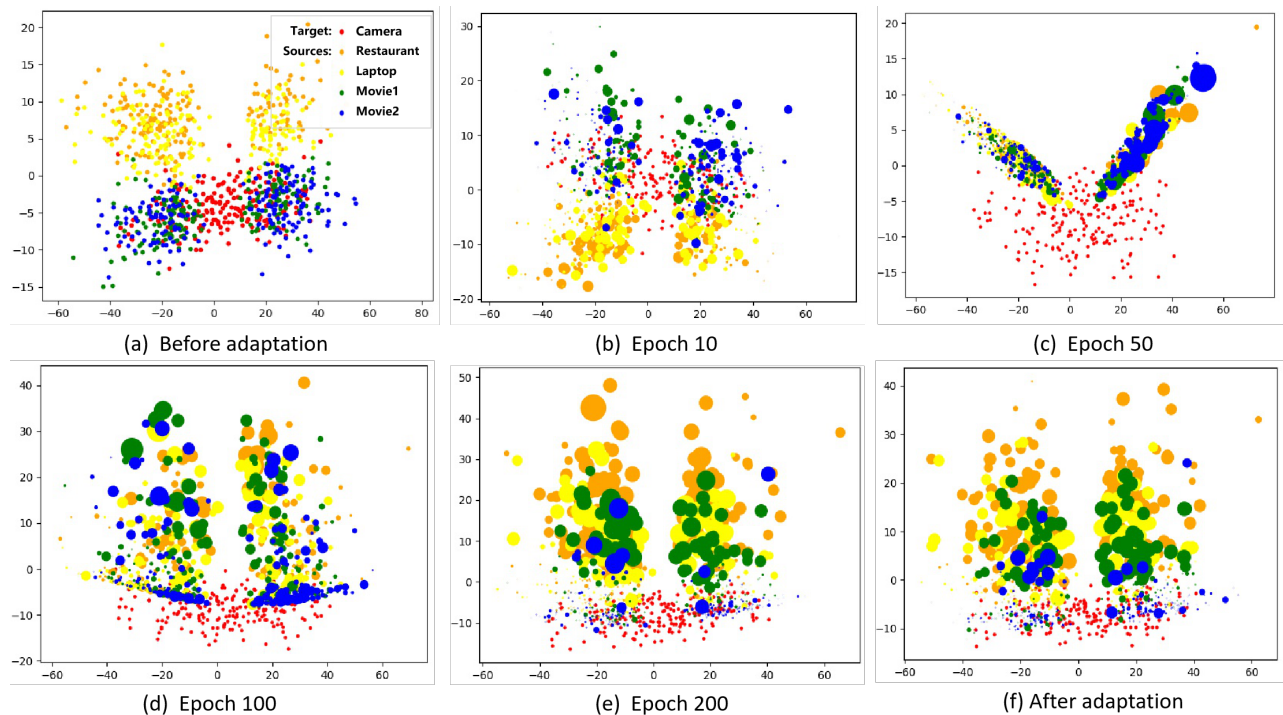 20
15
10
5
0
−5
−10
−15
Target: Camera
Sources: Restaurant
Laptop
Movie1
Movie2
−60 −40 −20 0 20 40 60 80
(a) Before adaptation
30
20
10
0
−10
−20
−60 −40 −20 0 20 40 60
(b) Epoch 10
20
15
10
5
0
−5
−10
−15
−40 −20 0 20 40 60
(c) Epoch 50
40
30
20
10
0
−10
−20
−60 −40 −20 0 20 40 60
(d) Epoch 100
50
40
30
20
10
0
−10
−60 −40 −20 0 20 40 60
(e) Epoch 200
40
30
20
10
0
−10
−60 −40 −20 0 20 40 60
(f) After adaptation